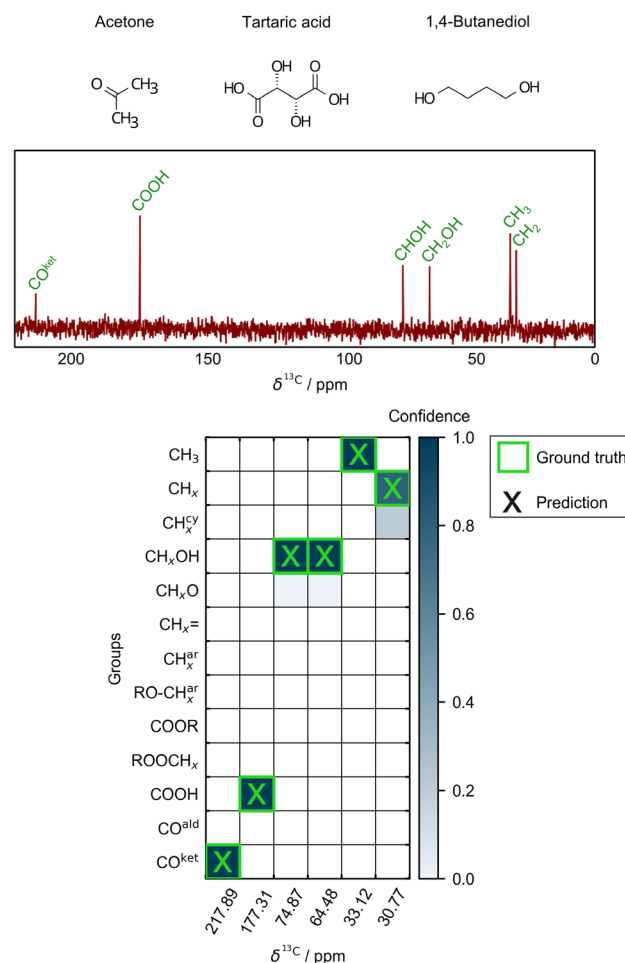 Acetone Tartaric acid 1,4-Butanediol
O CH₃ CH₃
OH O HO OH O OH
HO OH
COᵏᵉᵗ COOH CHOH CH₂OH CH₃ CH₂
200 150 100 50 0
δ¹³C / ppm
Confidence
CH₃
CHₓ
CHₓᶜʸ
CHₓOH
CHₓO
CHₓ=
CHₓᵃʳ
RO-CHₓᵃʳ
COOR
ROOCHₓ
COOH
COᵃˡᵈ
COᵏᵉᵗ
Groups
X X X X X X
217.89 177.31 74.87 64.48 33.12 30.77
δ¹³C / ppm
1.0
0.8
0.6
0.4
0.2
0.0
Ground truth
X Prediction